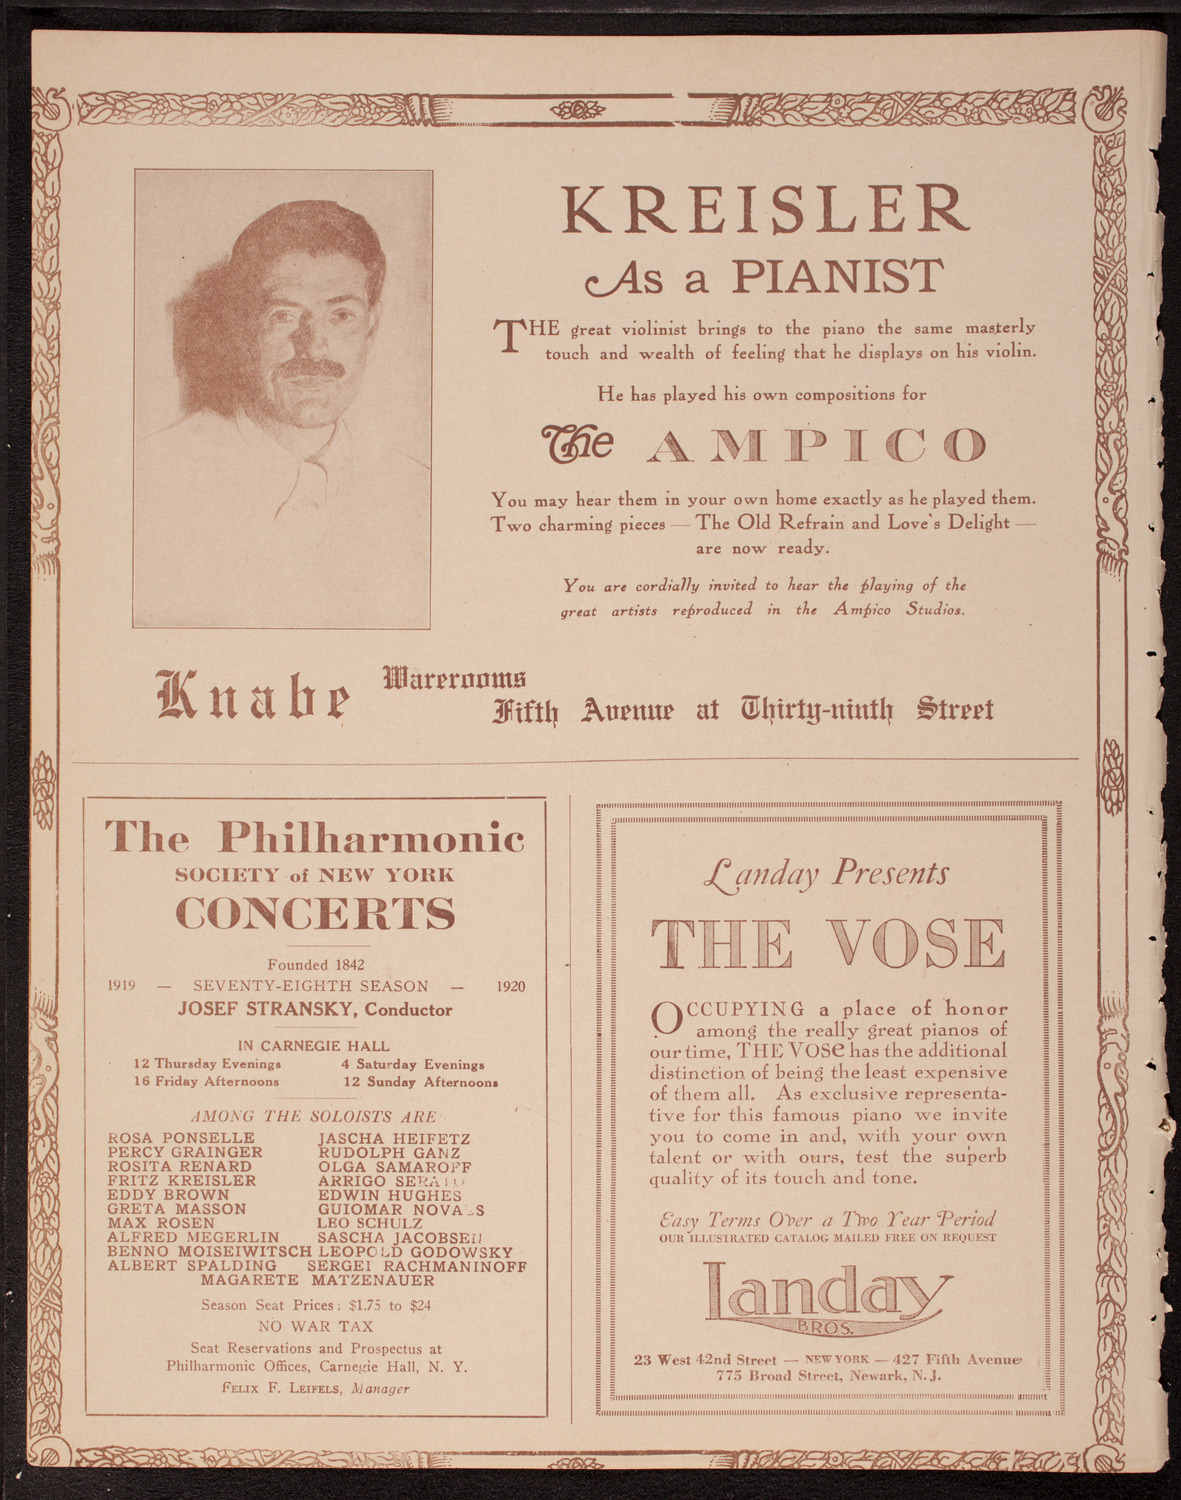 KREISLER
As a PIANIST
THE great violinist brings to the piano the same masterly
touch and wealth of feeling that he displays on his violin.
He has played his own compositions for
The AMPICO
You may hear them in your own home exactly as he played them.
Two charming pieces — The Old Refrain and Love's Delight —
are now ready.
You are cordially invited to hear the playing of the
great artists reproduced in the Ampico Studios.
Knabe Warerooms
Fifth Avenue at Thirty-ninth Street
The Philharmonic
SOCIETY of NEW YORK
CONCERTS
Founded 1842
1919 — SEVENTY-EIGHTH SEASON — 1920
JOSEF STRANSKY, Conductor
IN CARNEGIE HALL
12 Thursday Evenings 4 Saturday Evenings
16 Friday Afternoons 12 Sunday Afternoons
AMONG THE SOLOISTS ARE
ROSA PONSELLE JASCHA HEIFETZ
PERCY GRAINGER RUDOLPH GANZ
ROSITA RENARD OLGA SAMAROFF
FRITZ KREISLER ARRIGO
EDDY BROWN EDWIN HUGHES
GRETA MASSON GUIOMAR
MAX ROSEN LEO SCHULZ
ALFRED MEGERLIN SASCHA JACOBSEN
BENNO MOISEIWITSCH LEOPOLD GODOWSKY
ALBERT SPALDING SERGEI RACHMANINOFF
MAGARETE MATZENAUER
Season Seat Prices: $1.75 to $24
NO WAR TAX
Seat Reservations and Prospectus at
Philharmonic Offices, Carnegie Hall, N. Y.
FELIX F. LEIFELS, Manager
Landay Presents
THE VOSE
OCCUPYING a place of honor
among the really great pianos of
our time, THE VOSe has the additional
distinction of being the least expensive
of them all. As exclusive representa-
tive for this famous piano we invite
you to come in and, with your own
talent or with ours, test the superb
quality of its touch and tone.
Easy Terms Over a Two Year Period
OUR ILLUSTRATED CATALOG MAILED FREE ON REQUEST
Landay
BROS.
23 West 42nd Street — NEW YORK — 427 Fifth Avenue
775 Broad Street, Newark, N. J.